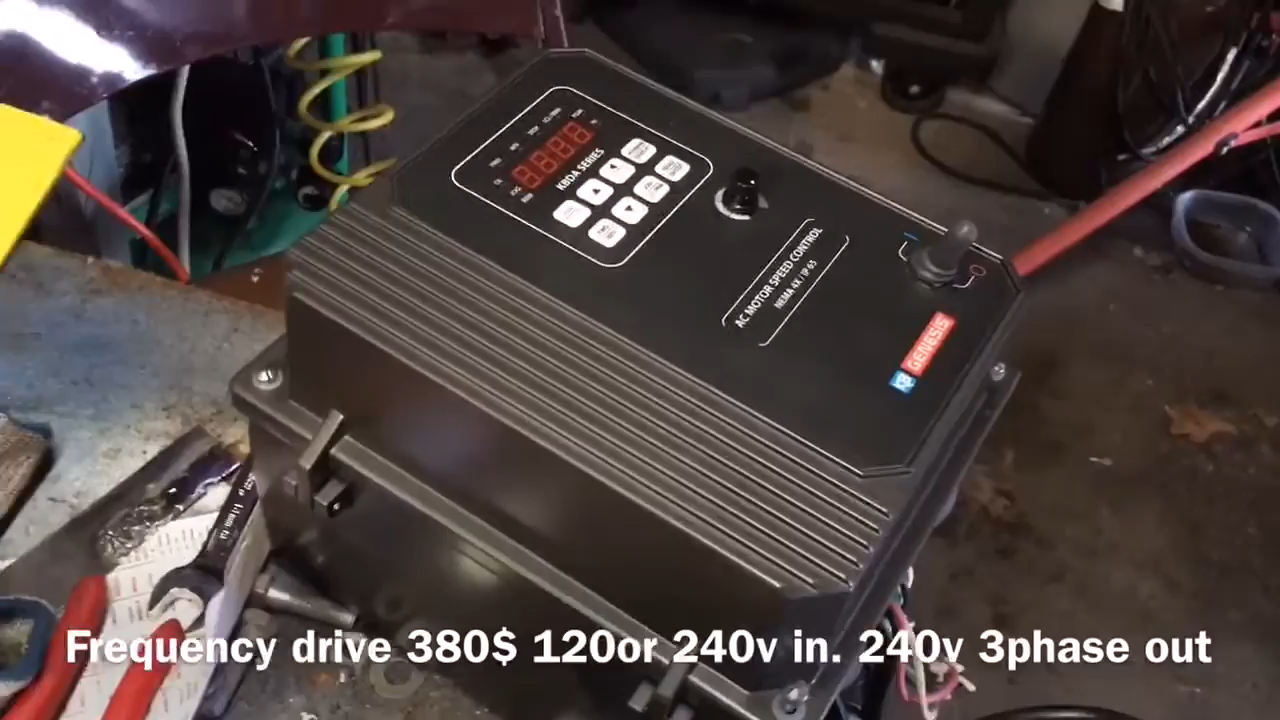 KBDA SERIES
AC MOTOR SPEED CONTROL
NEMA 4X / IP 65
KB GENESIS
Frequency drive 380$ 120or 240v in. 240v 3phase out